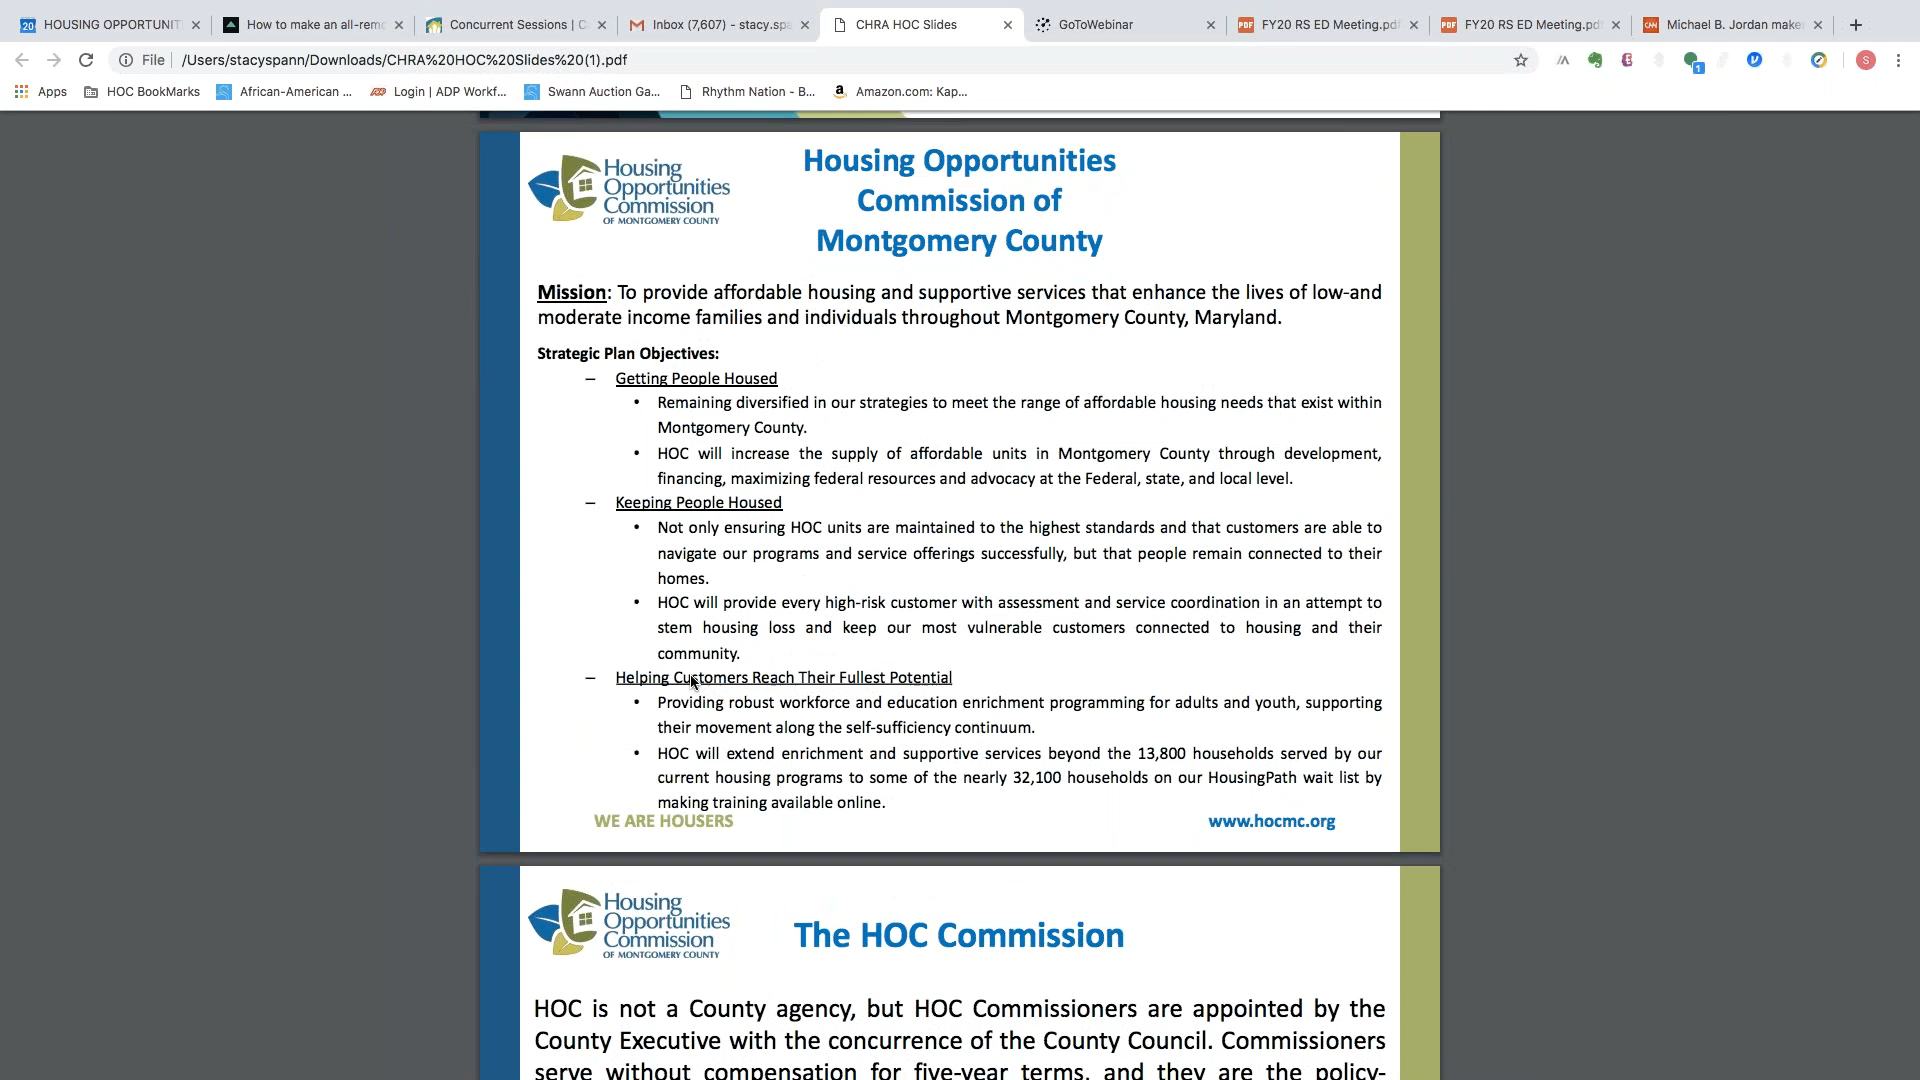 HOUSING OPPORTUNIT
How to make an all-rem
Concurrent Sessions | C
Inbox (7,607) - stacy.spa
CHRA HOC Slides
GoToWebinar
FY20 RS ED Meeting.pdf
FY20 RS ED Meeting.pdf
Michael B. Jordan make
File
/Users/stacyspann/Downloads/CHRA%20HOC%20Slides%20(1).pdf
Apps
HOC BookMarks
African-American ...
Login | ADP Workf...
Swann Auction Ga...
Rhythm Nation - B...
Amazon.com: Kap...
Housing
Opportunities
Commission
OF MONTGOMERY COUNTY
Housing Opportunities
Commission of
Montgomery County
Mission: To provide affordable housing and supportive services that enhance the lives of low-and
moderate income families and individuals throughout Montgomery County, Maryland.
Strategic Plan Objectives:
– Getting People Housed
• Remaining diversified in our strategies to meet the range of affordable housing needs that exist within
Montgomery County.
• HOC will increase the supply of affordable units in Montgomery County through development,
financing, maximizing federal resources and advocacy at the Federal, state, and local level.
– Keeping People Housed
• Not only ensuring HOC units are maintained to the highest standards and that customers are able to
navigate our programs and service offerings successfully, but that people remain connected to their
homes.
• HOC will provide every high-risk customer with assessment and service coordination in an attempt to
stem housing loss and keep our most vulnerable customers connected to housing and their
community.
– Helping Customers Reach Their Fullest Potential
• Providing robust workforce and education enrichment programming for adults and youth, supporting
their movement along the self-sufficiency continuum.
• HOC will extend enrichment and supportive services beyond the 13,800 households served by our
current housing programs to some of the nearly 32,100 households on our HousingPath wait list by
making training available online.
WE ARE HOUSERS
www.hocmc.org
Housing
Opportunities
Commission
OF MONTGOMERY COUNTY
The HOC Commission
HOC is not a County agency, but HOC Commissioners are appointed by the
County Executive with the concurrence of the County Council. Commissioners
serve without compensation for five-year terms, and they are the policy-